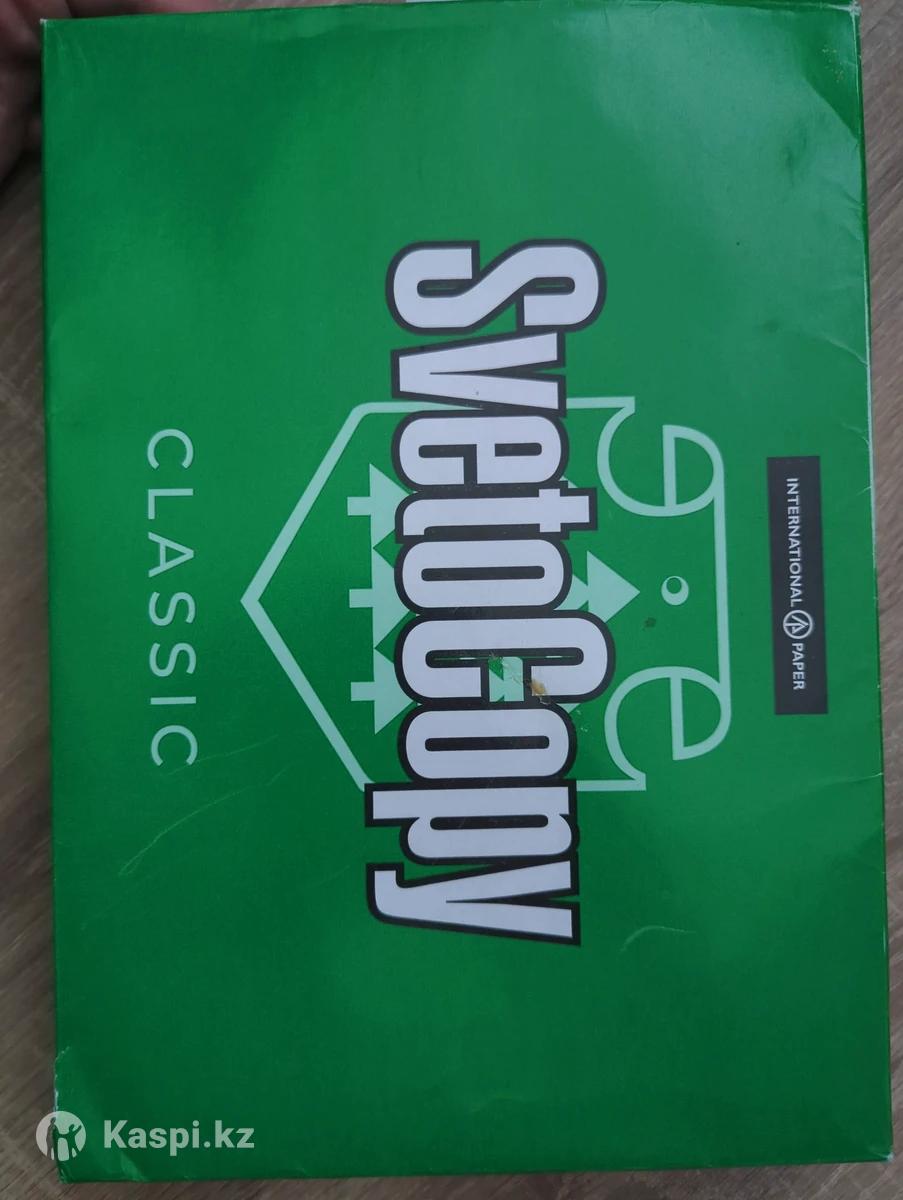 INTERNATIONAL PAPER
SvetoCopy
CLASSIC
Kaspi.kz